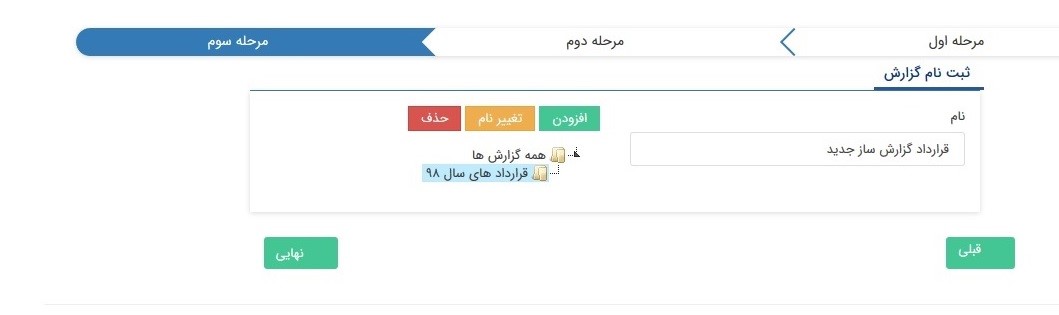 مرحله اول
مرحله دوم
مرحله سوم
ثبت نام گزارش
نام
قرارداد گزارش ساز جدید
افزودن
تغییر نام
حذف
همه گزارش ها
قرارداد های سال ۹۸
قبلی
نهایی